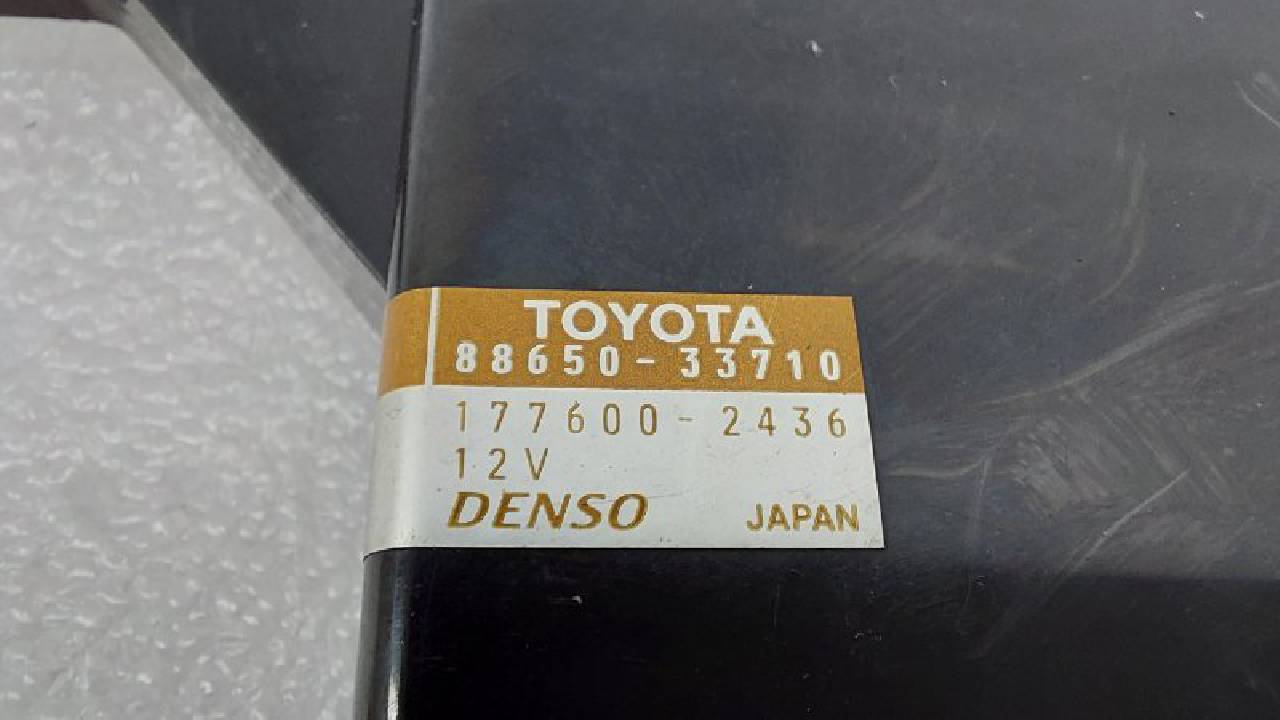 TOYOTA
88650-33710
177600-2436
12V
DENSO JAPAN